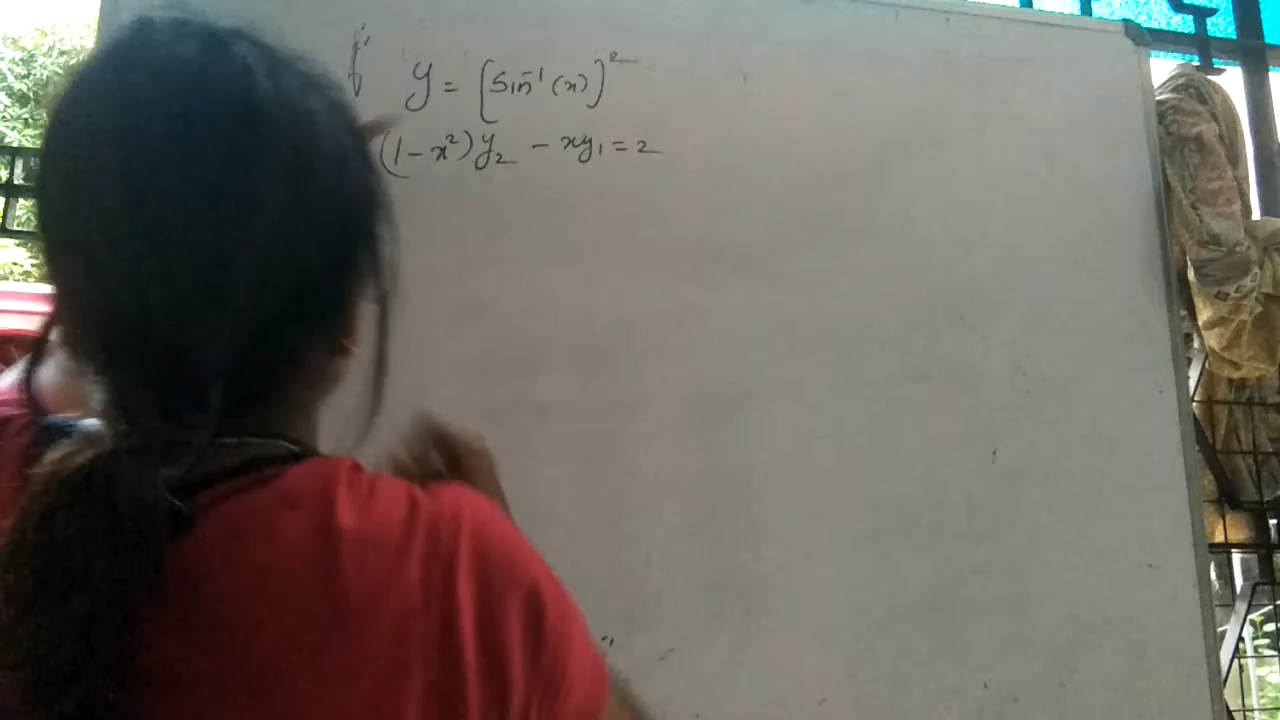 y = [sin⁻¹(x)]²
(1-x²)y₂ - xy₁ = 2